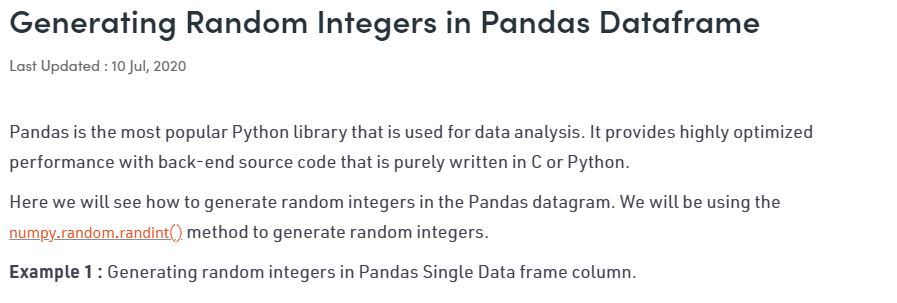 Generating Random Integers in Pandas Dataframe
Last Updated : 10 Jul, 2020
Pandas is the most popular Python library that is used for data analysis. It provides highly optimized
performance with back-end source code that is purely written in C or Python.
Here we will see how to generate random integers in the Pandas datagram. We will be using the
numpy.random.randint() method to generate random integers.
Example 1 : Generating random integers in Pandas Single Data frame column.